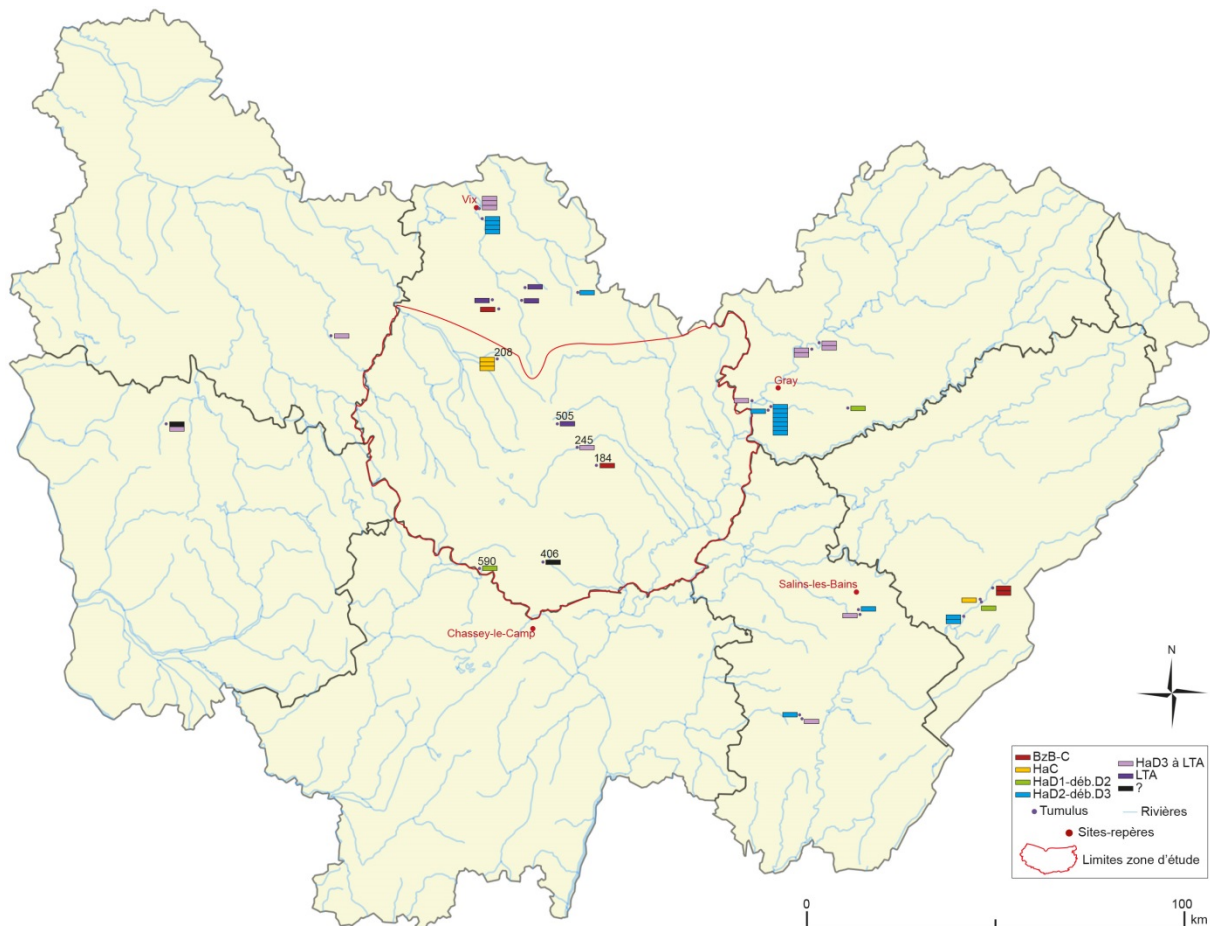 Vix
208
Gray
505
245
184
590
406
Salins-les-Bains
Chassey-le-Camp
N
BzB-C
HaC
HaD1-déb.D2
HaD2-déb.D3
HaD3 à LTA
LTA
?
Tumulus
Rivières
Sites-repères
Limites zone d'étude
0
100
km